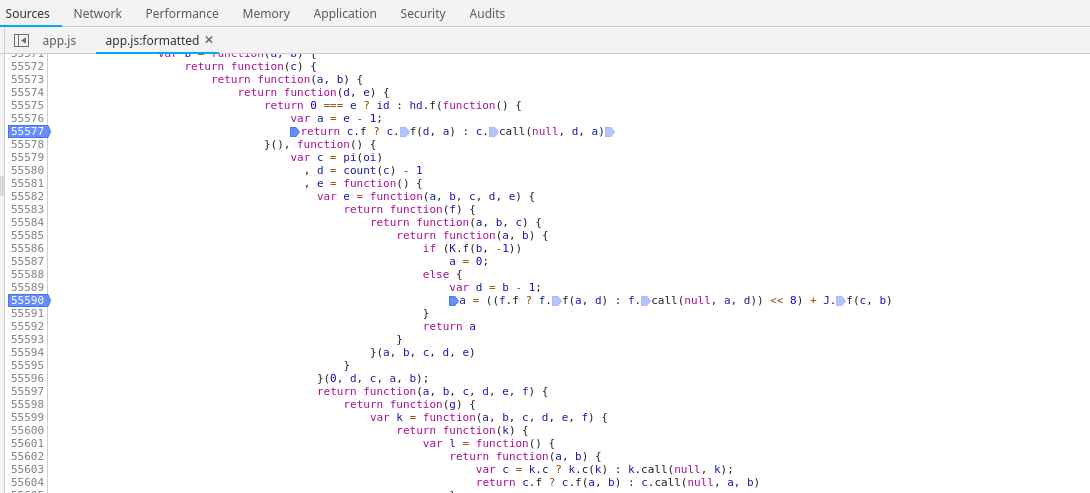 Sources Network Performance Memory Application Security Audits
app.js app.js:formatted ×
55571 var b = function(a, b) {
55572 return function(c) {
55573 return function(a, b) {
55574 return function(d, e) {
55575 return 0 === e ? id : hd.f(function() {
55576 var a = e - 1;
55577 return c.f ? c.f(d, a) : c.call(null, d, a)
55578 }(), function() {
55579 var c = pi(oi)
55580 , d = count(c) - 1
55581 , e = function() {
55582 var e = function(a, b, c, d, e) {
55583 return function(f) {
55584 return function(a, b, c) {
55585 return function(a, b) {
55586 if (K.f(b, -1))
55587 a = 0;
55588 else {
55589 var d = b - 1;
55590 a = ((f.f ? f.f(a, d) : f.call(null, a, d)) << 8) + J.f(c, b)
55591 }
55592 return a
55593 }
55594 }(a, b, c, d, e)
55595 }
55596 }(0, d, c, a, b);
55597 return function(a, b, c, d, e, f) {
55598 return function(g) {
55599 var k = function(a, b, c, d, e, f) {
55600 return function(k) {
55601 var l = function() {
55602 return function(a, b) {
55603 var c = k.c ? k.c(k) : k.call(null, k);
55604 return c.f ? c.f(a, b) : c.call(null, a, b)